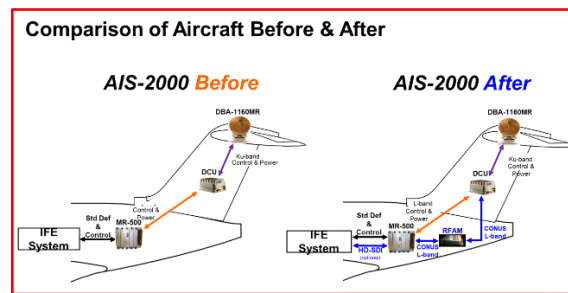 Comparison of Aircraft Before & After
AIS-2000 Before
DBA-1160MR
Ku-band
Control &
Power
DCU
Control
& Power
Std Def
&
Control
MR-500
IFE
System
AIS-2000 After
DBA-1160MR
Ku-band
Control &
Power
DCU
L-band
Control &
Power
Std Def
&
Control
MR-500
RFAM
CONUS
L-band
IFE
System
HD-SDI
(optional)
CONUS
L-band